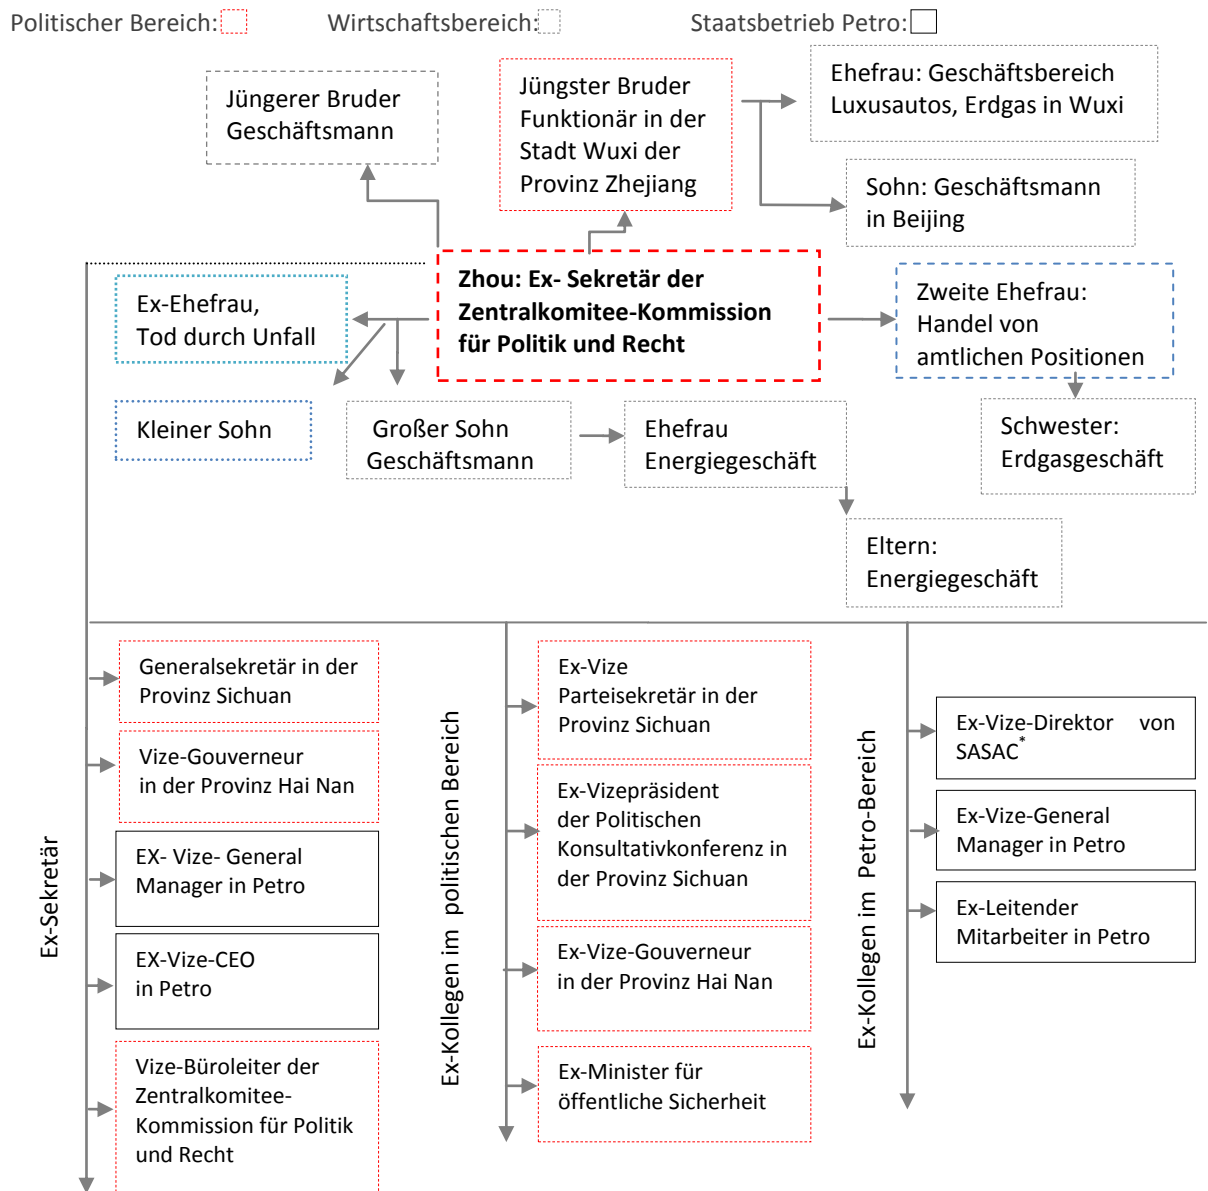 Politischer Bereich:
Wirtschaftsbereich:
Staatsbetrieb Petro:
Jüngerer Bruder
Geschäftsmann
Jüngster Bruder
Funktionär in der
Stadt Wuxi der
Provinz Zhejiang
Ehefrau: Geschäftsbereich
Luxusautos, Erdgas in Wuxi
Sohn: Geschäftsmann
in Beijing
Zhou: Ex- Sekretär der
Zentralkomitee-Kommission
für Politik und Recht
Ex-Ehefrau,
Tod durch Unfall
Zweite Ehefrau:
Handel von
amtlichen Positionen
Kleiner Sohn
Großer Sohn
Geschäftsmann
Ehefrau
Energiegeschäft
Schwester:
Erdgasgeschäft
Eltern:
Energiegeschäft
Ex-Sekretär
Generalsekretär in der
Provinz Sichuan
Vize-Gouverneur
in der Provinz Hai Nan
EX- Vize- General
Manager in Petro
EX-Vize-CEO
in Petro
Vize-Büroleiter der
Zentralkomitee-
Kommission für Politik
und Recht
Ex-Kollegen im politischen Bereich
Ex-Vize
Parteisekretär in der
Provinz Sichuan
Ex-Vizepräsident
der Politischen
Konsultativkonferenz in
der Provinz Sichuan
Ex-Vize-Gouverneur
in der Provinz Hai Nan
Ex-Minister für
öffentliche Sicherheit
Ex-Kollegen im Petro-Bereich
Ex-Vize-Direktor von
SASAC*
Ex-Vize-General
Manager in Petro
Ex-Leitender
Mitarbeiter in Petro